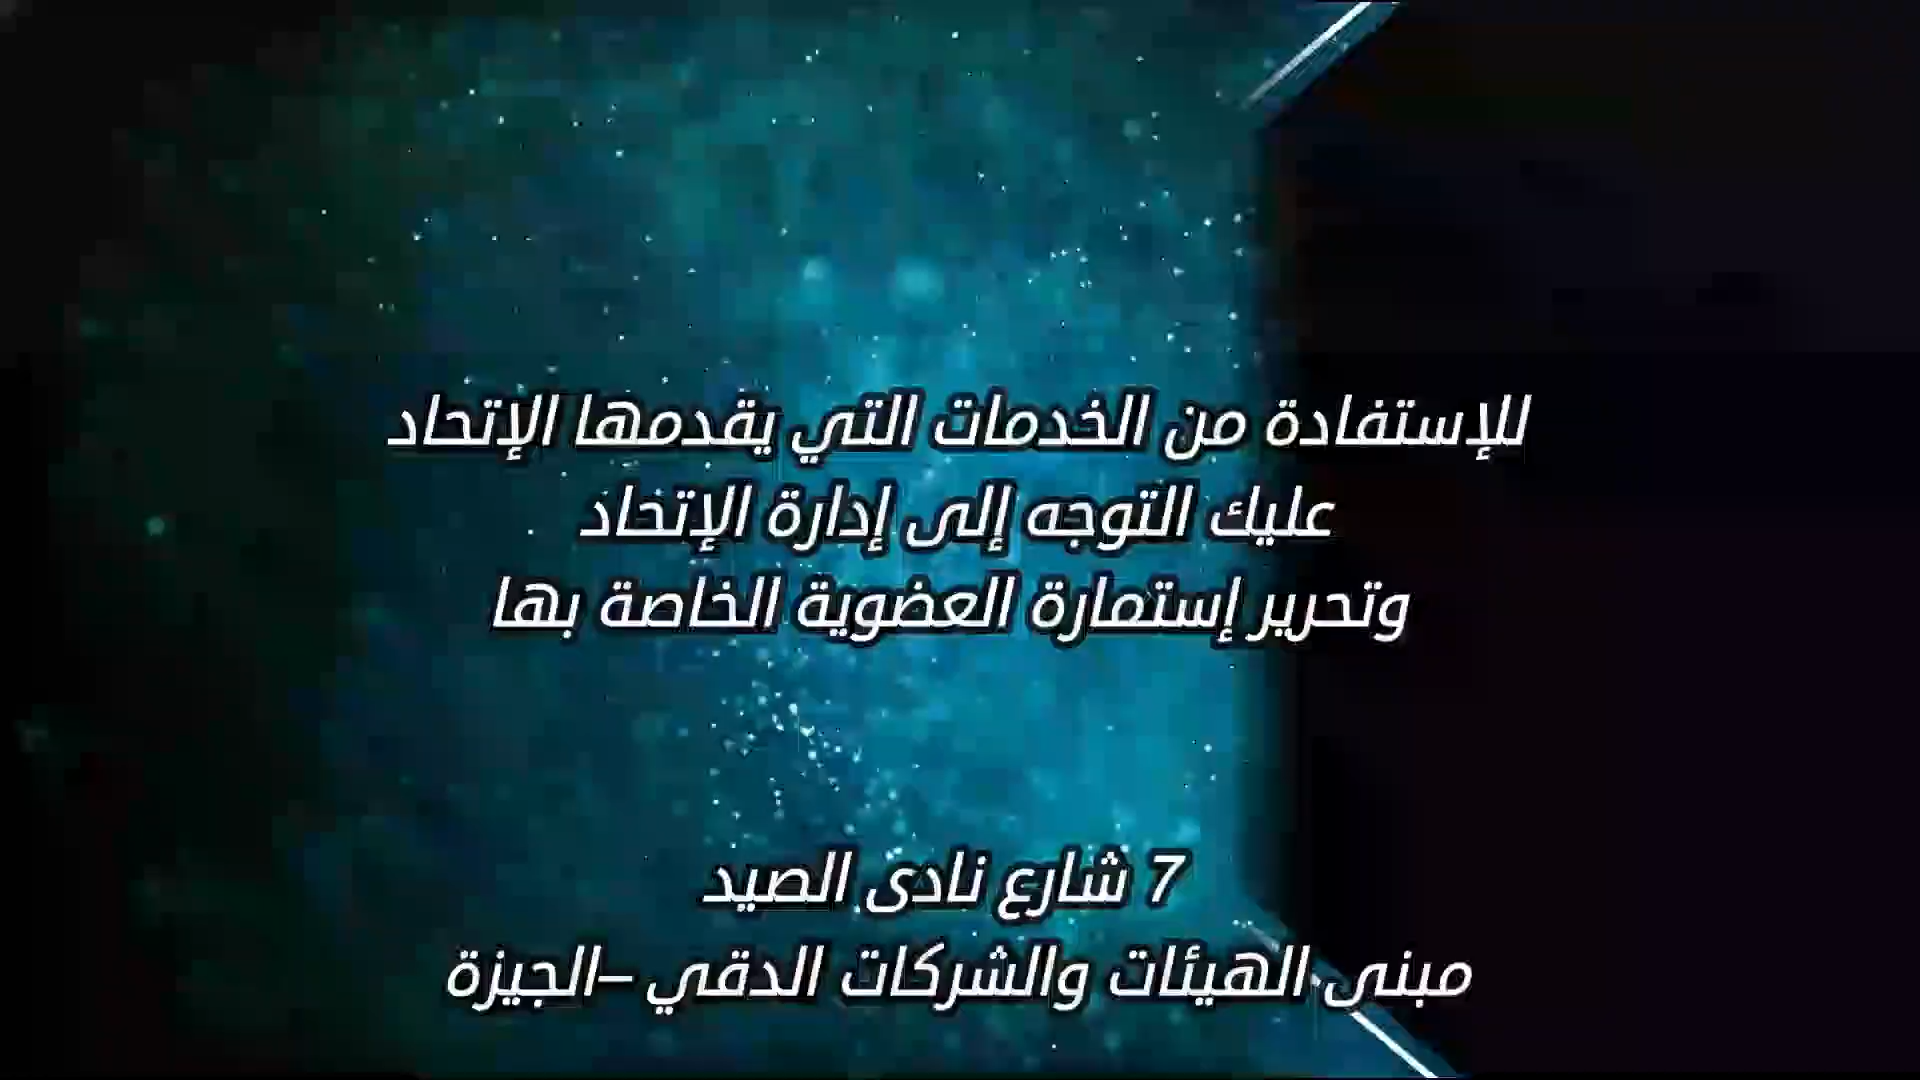 للإستفادة من الخدمات التي يقدمها الإتحاد
عليك التوجه إلى إدارة الإتحاد
وتحرير إستمارة العضوية الخاصة بها
7 شارع نادى الصيد
مبنى الهيئات والشركات الدقي –الجيزة